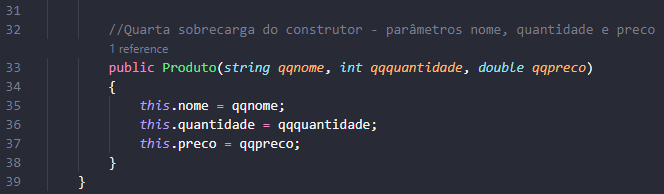 31
32 //Quarta sobrecarga do construtor - parâmetros nome, quantidade e preco
1 reference
33 public Produto(string qqnome, int qqquantidade, double qqpreco)
34 {
35 this.nome = qqnome;
36 this.quantidade = qqquantidade;
37 this.preco = qqpreco;
38 }
39 }